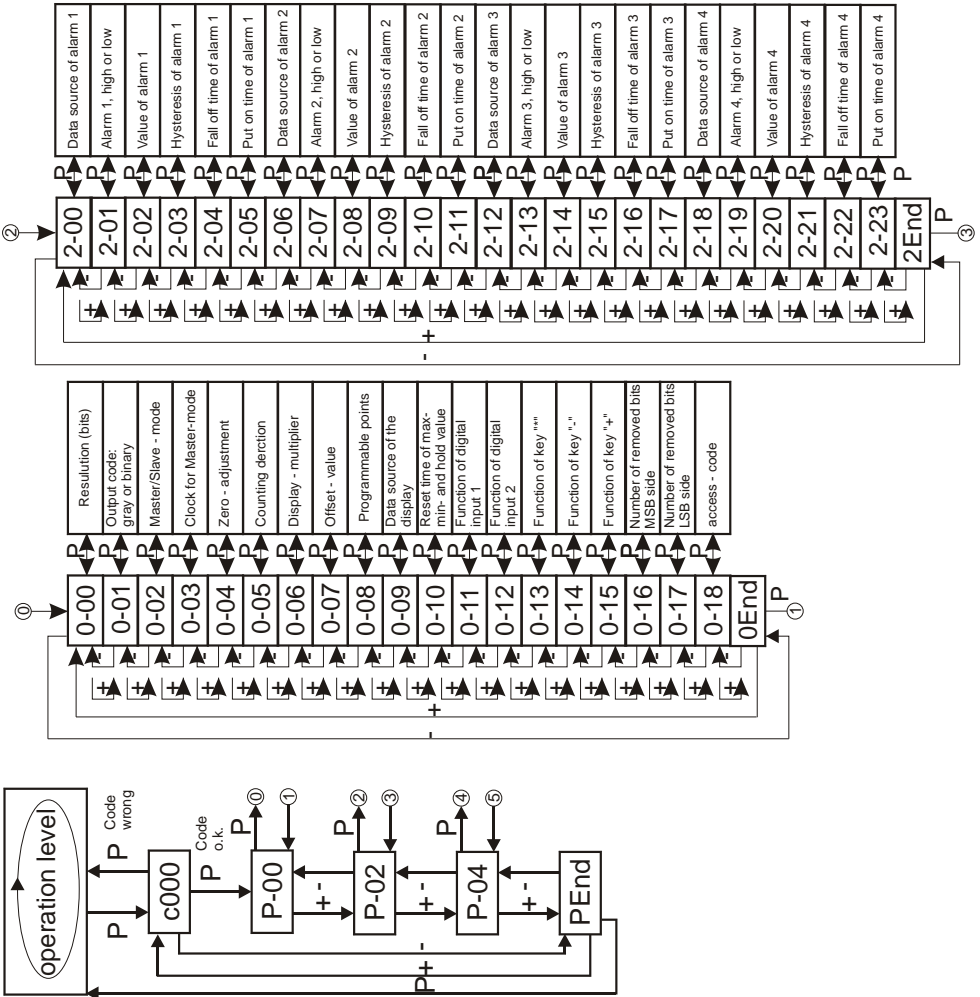 ②
2-00 P Data source of alarm 1
+ - 2-01 P Alarm 1, high or low
+ - 2-02 P Value of alarm 1
+ - 2-03 P Hysteresis of alarm 1
+ - 2-04 P Fall off time of alarm 1
+ - 2-05 P Put on time of alarm 1
+ - 2-06 P Data source of alarm 2
+ - 2-07 P Alarm 2, high or low
+ - 2-08 P Value of alarm 2
+ - 2-09 P Hysteresis of alarm 2
+ - 2-10 P Fall off time of alarm 2
+ - 2-11 P Put on time of alarm 2
+ - 2-12 P Data source of alarm 3
+ - 2-13 P Alarm 3, high or low
+ - 2-14 P Value of alarm 3
+ - 2-15 P Hysteresis of alarm 3
+ - 2-16 P Fall off time of alarm 3
+ - 2-17 P Put on time of alarm 3
+ - 2-18 P Data source of alarm 4
+ - 2-19 P Alarm 4, high or low
+ - 2-20 P Value of alarm 4
+ - 2-21 P Hysteresis of alarm 4
+ - 2-22 P Fall off time of alarm 4
+ - 2-23 P Put on time of alarm 4
+ - 2End P
P
③
+
-
⓪
0-00 P Resulution (bits)
+ - 0-01 P Output code:
gray or binary
+ - 0-02 P Master/Slave - mode
+ - 0-03 P Clock for Master-mode
+ - 0-04 P Zero - adjustment
+ - 0-05 P Counting derction
+ - 0-06 P Display - multiplier
+ - 0-07 P Offset - value
+ - 0-08 P Programmable points
+ - 0-09 P Data source of the
display
+ - 0-10 P Reset time of max-
min- and hold value
+ - 0-11 P Function of digital
input 1
+ - 0-12 P Function of digital
input 2
+ - 0-13 P Function of key "*"
+ - 0-14 P Function of key "-"
+ - 0-15 P Function of key "+"
+ - 0-16 P Number of removed bits
MSB side
+ - 0-17 P Number of removed bits
LSB side
+ - 0-18 P access - code
+ - 0End
P
①
+
-
operation level
P P Code
wrong
c000
P Code
o.k.
P-00 P ⓪
①
+ -
P-02 P ②
③
+ -
P-04 P ④
⑤
+ -
PEnd
-
+
P